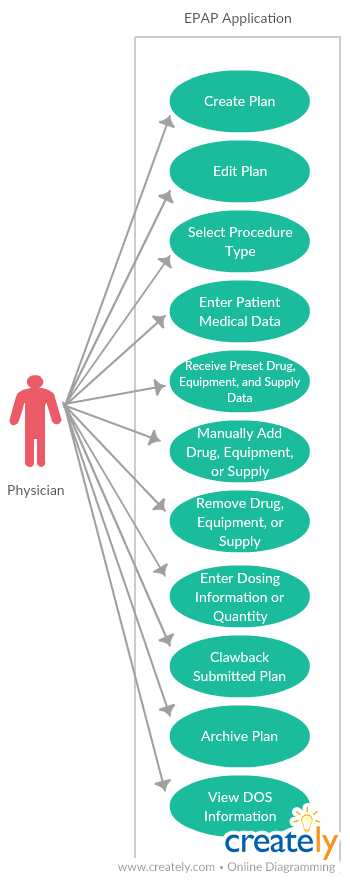 EPAP Application
Create Plan
Edit Plan
Select Procedure
Type
Enter Patient
Medical Data
Receive Preset Drug,
Equipment, and Supply
Data
Manually Add
Drug, Equipment,
or Supply
Remove Drug,
Equipment, or
Supply
Enter Dosing
Information or
Quantity
Clawback
Submitted Plan
Archive Plan
View DOS
Information
Physician
creately
www.creately.com • Online Diagramming